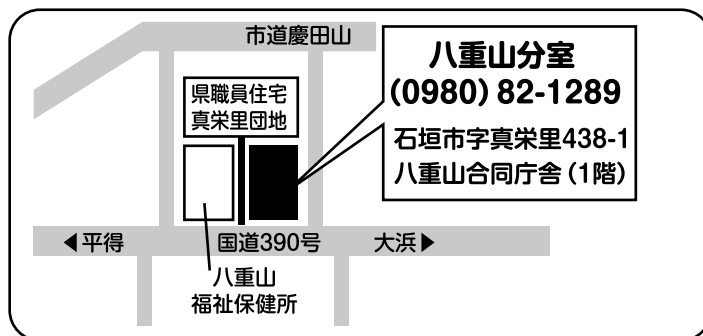 市道慶田山
八重山分室
(0980) 82-1289
石垣市字真栄里438-1
八重山合同庁舎（1階）
県職員住宅
真栄里団地
◀平得
国道390号
大浜▶
八重山
福祉保健所